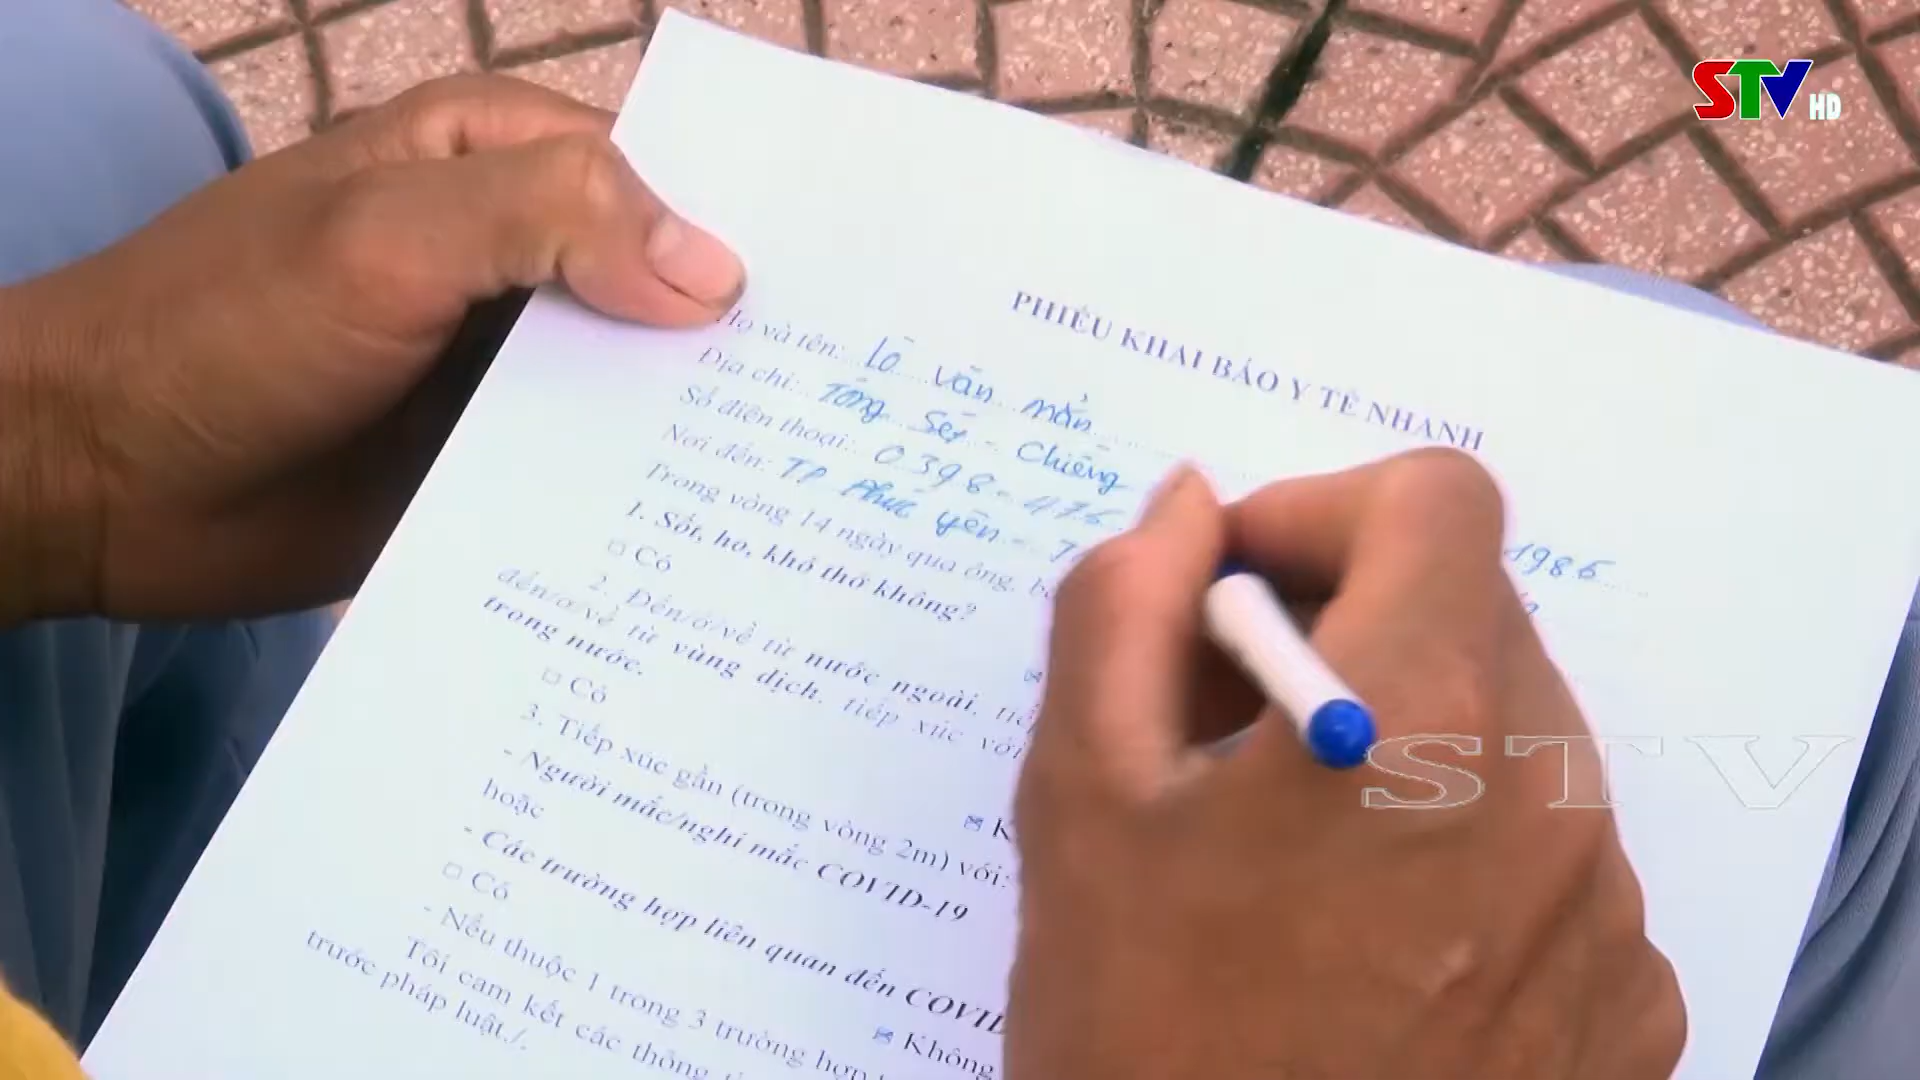 STV HD
PHIẾU KHAI BÁO Y TẾ NHANH
Họ và tên: Lò văn mản
Địa chỉ: Tông Sét - Chiềng
Số điện thoại: 0398 - 476 1986
Nơi đến: TP Phúc yên -
Trong vòng 14 ngày qua ông,
1. Sốt, ho, khó thở không?
□ Có
2. Đến/ở/về từ nước ngoài,
đến/ở/về từ vùng dịch, tiếp xúc với
trong nước.
□ Có
3. Tiếp xúc gần (trong vòng 2m) với:
- Người mắc/nghi mắc COVID-19
hoặc
- Các trường hợp liên quan đến
□ Có ☒ Không
- Nếu thuộc 1 trong 3 trường hợp
Tôi cam kết các thông
trước pháp luật./.
STV